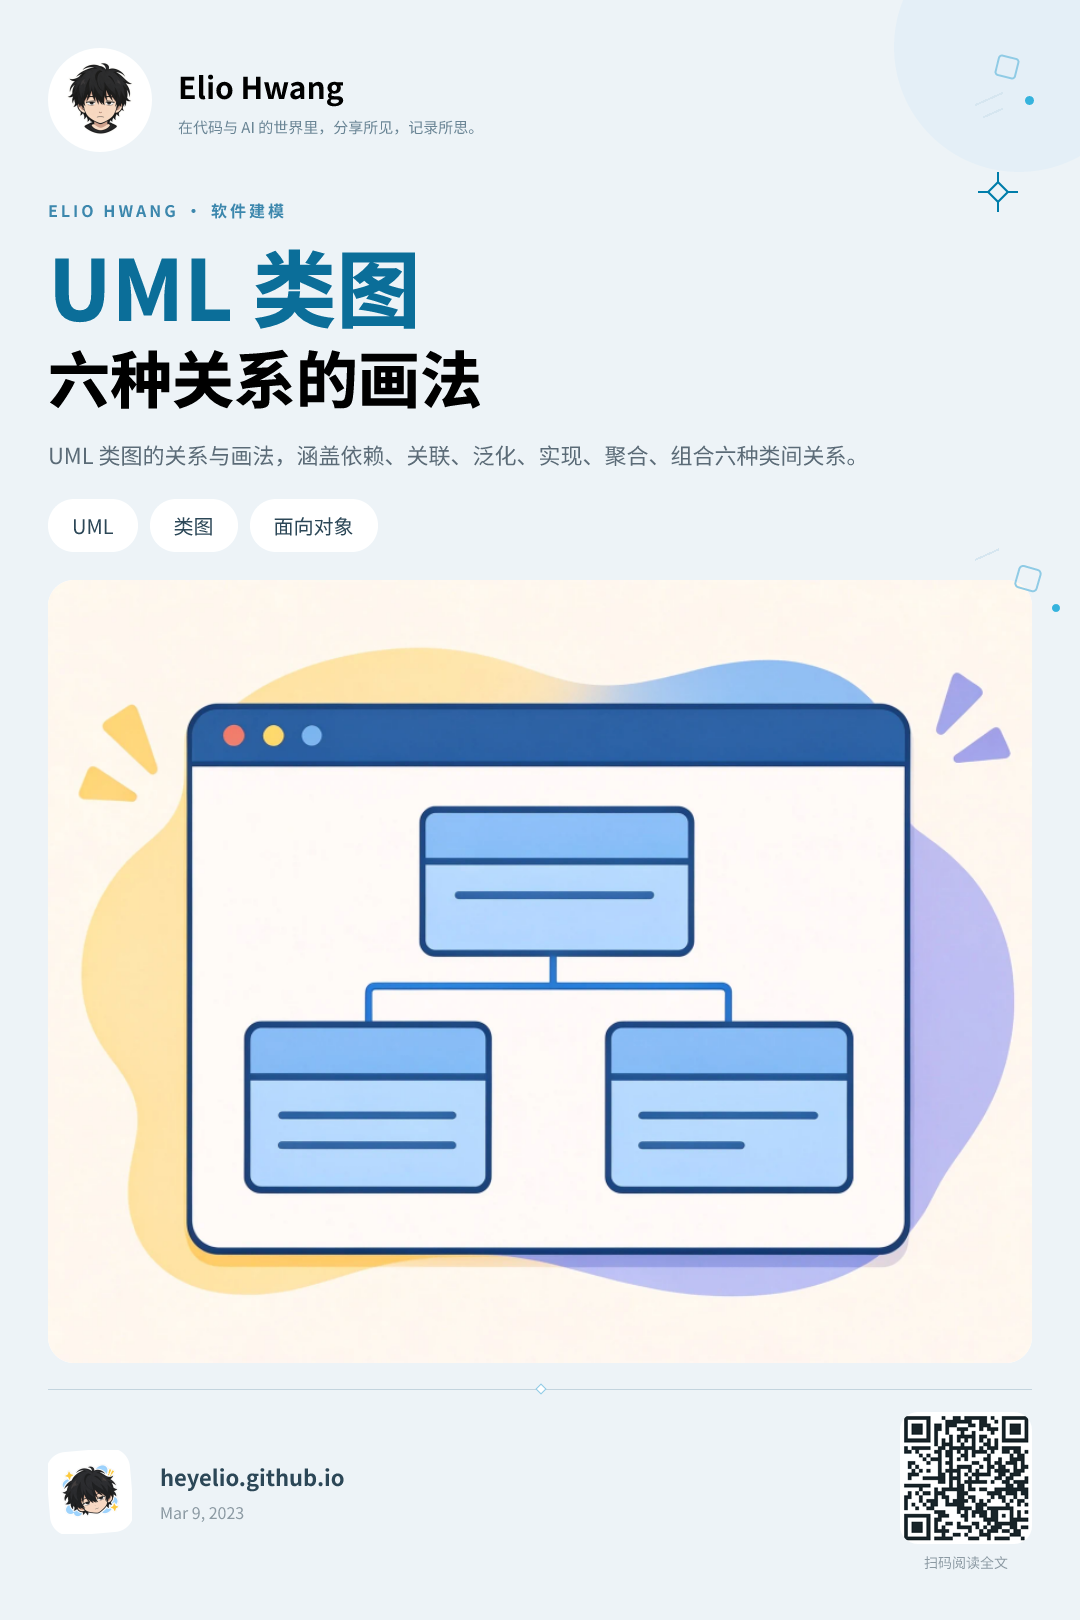 Elio Hwang
在代码与 AI 的世界里，分享所见，记录所思。
ELIO HWANG • 软件建模
UML 类图
六种关系的画法
UML 类图的关系与画法，涵盖依赖、关联、泛化、实现、聚合、组合六种类间关系。
UML
类图
面向对象
heyelio.github.io
Mar 9, 2023
扫码阅读全文